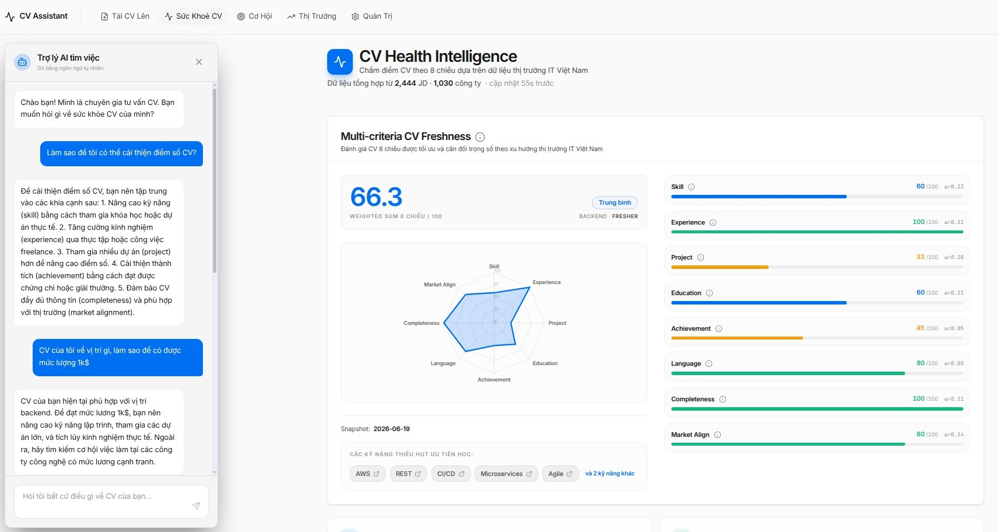 CV Assistant
Tải CV Lên
Sức Khoẻ CV
Cơ Hội
Thị Trường
Quản Trị
Trợ lý AI tìm việc
Gõ bằng ngôn ngữ tự nhiên
Chào bạn! Mình là chuyên gia tư vấn CV. Bạn
muốn hỏi gì về sức khỏe CV của mình?
Làm sao để tôi có thể cải thiện điểm số CV?
Để cải thiện điểm số CV, bạn nên tập trung
vào các khía cạnh sau: 1. Nâng cao kỹ năng
(skill) bằng cách tham gia khóa học hoặc dự
án thực tế. 2. Tăng cường kinh nghiệm
(experience) qua thực tập hoặc công việc
freelance. 3. Tham gia nhiều dự án (project)
hơn để nâng cao điểm số. 4. Cải thiện thành
tích (achievement) bằng cách đạt được
chứng chỉ hoặc giải thưởng. 5. Đảm bảo CV
đầy đủ thông tin (completeness) và phù hợp
với thị trường (market alignment).
CV của tôi về vị trí gì, làm sao để có được
mức lượng 1k$
CV của bạn hiện tại phù hợp với vị trí
backend. Để đạt mức lương 1k$, bạn nên
nâng cao kỹ năng lập trình, tham gia các dự
án lớn, và tích lũy kinh nghiệm thực tế. Ngoài
ra, hãy tìm kiếm cơ hội việc làm tại các công
ty công nghệ có mức lương cạnh tranh.
Hỏi tôi bất cứ điều gì về CV của bạn...
CV Health Intelligence
Chấm điểm CV theo 8 chiều dựa trên dữ liệu thị trường IT Việt Nam
Dữ liệu tổng hợp từ 2,444 JD · 1,030 công ty · cập nhật 55s trước
Multi-criteria CV Freshness
Đánh giá CV 8 chiều được tối ưu và cân đối trọng số theo xu hướng thị trường IT Việt Nam
66.3
Trung bình
WEIGHTED SUM 8 CHIỀU / 100
BACKEND · FRESHER
Skill
100
75
50
25
0
Experience
Project
Education
Achievement
Language
Completeness
Market Align
Snapshot: 2026-06-19
CÁC KỸ NĂNG THIẾU HỤT ƯU TIÊN HỌC:
AWS
REST
CI/CD
Microservices
Agile
và 2 kỹ năng khác
Skill 60 /100 ω=0.23
Experience 100 /100 ω=0.11
Project 33 /100 ω=0.20
Education 60 /100 ω=0.11
Achievement 45 /100 ω=0.05
Language 80 /100 ω=0.05
Completeness 100 /100 ω=0.11
Market Align 80 /100 ω=0.14